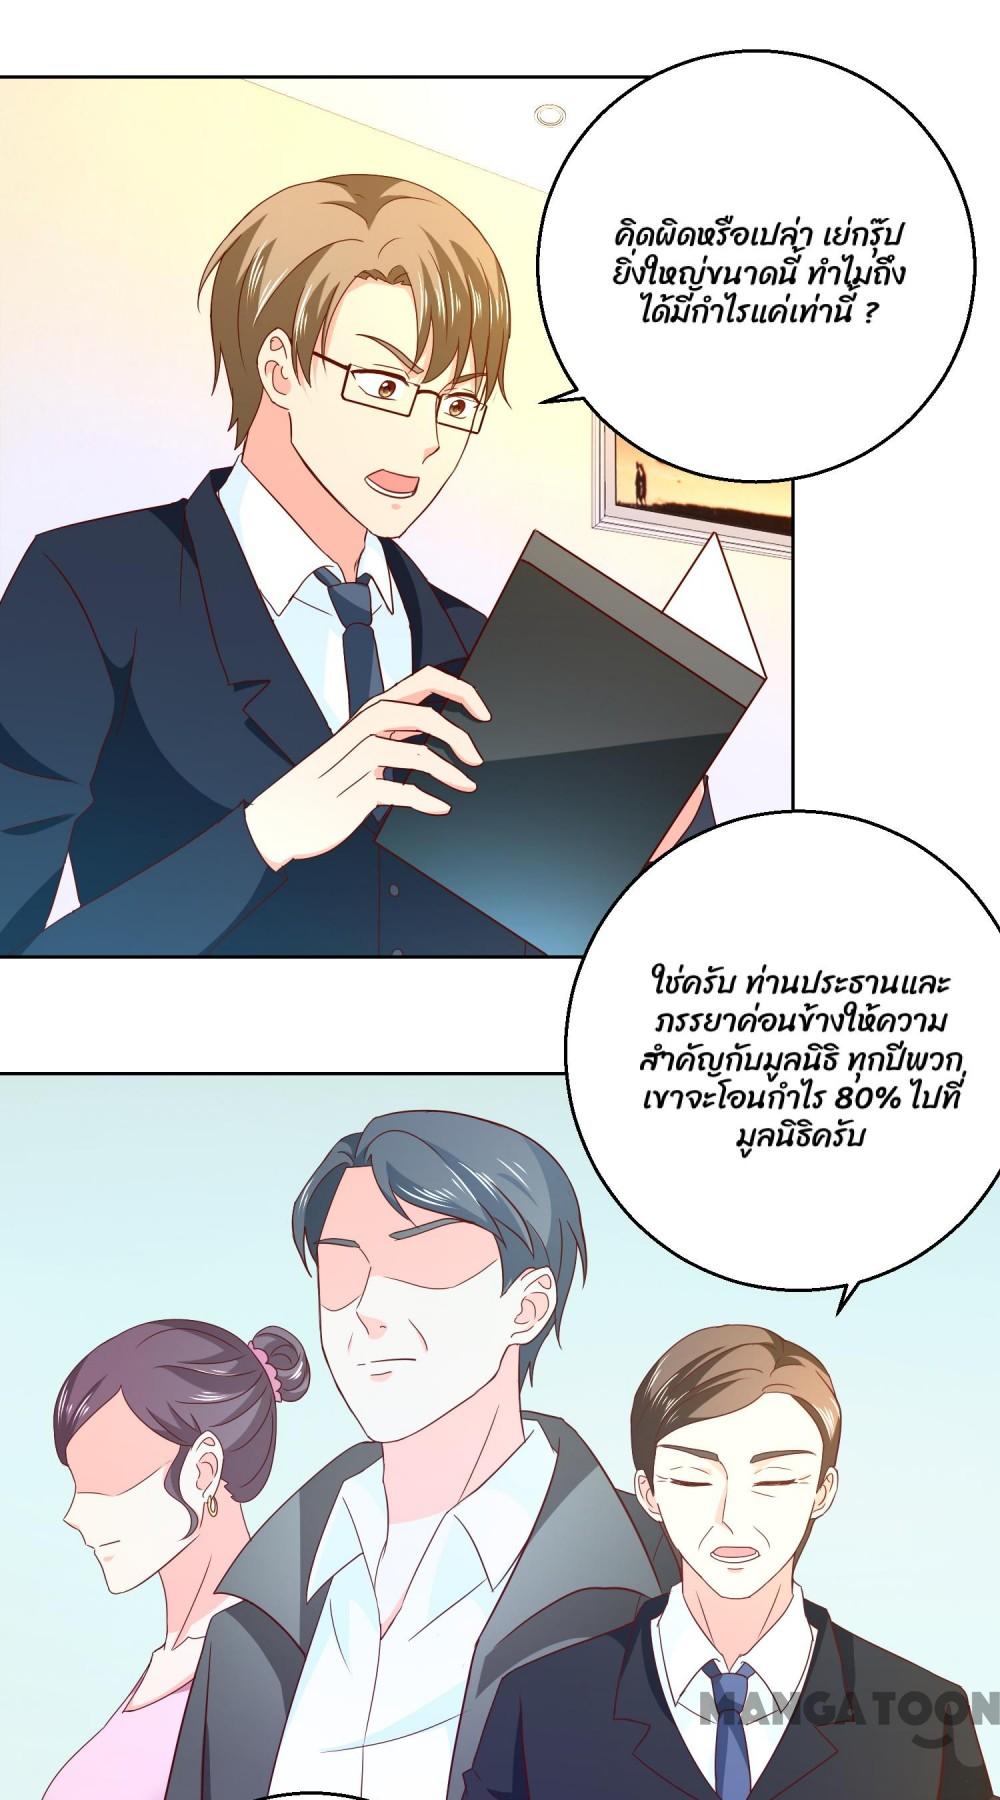 คิดผิดหรือเปล่า เย่กรุ๊ป
ยิ่งใหญ่ขนาดนี้ ทำไมถึง
ได้มีกำไรแค่เท่านี้ ?
ใช่ครับ ท่านประธานและ
ภรรยาค่อนข้างให้ความ
สำคัญกับมูลนิธิ ทุกปีพวก
เขาจะโอนกำไร 80% ไปที่
มูลนิธิครับ
MANGATOON